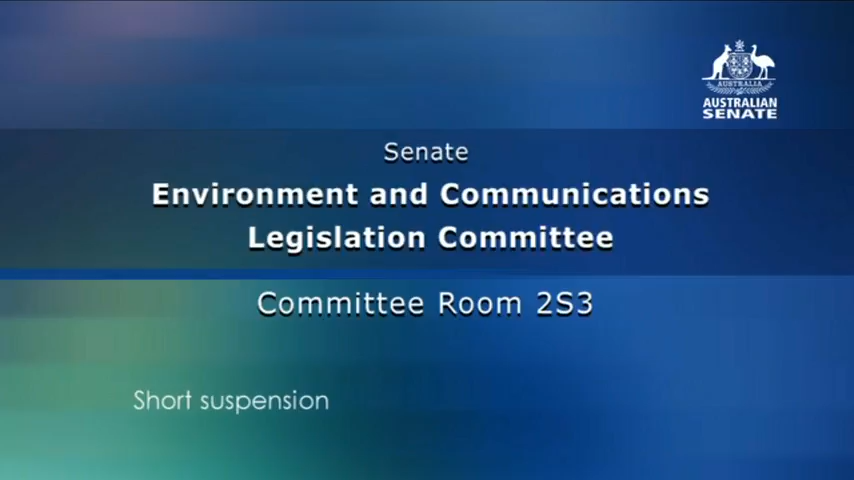 AUSTRALIA
AUSTRALIAN
SENATE
Senate
Environment and Communications
Legislation Committee
Committee Room 2S3
Short suspension